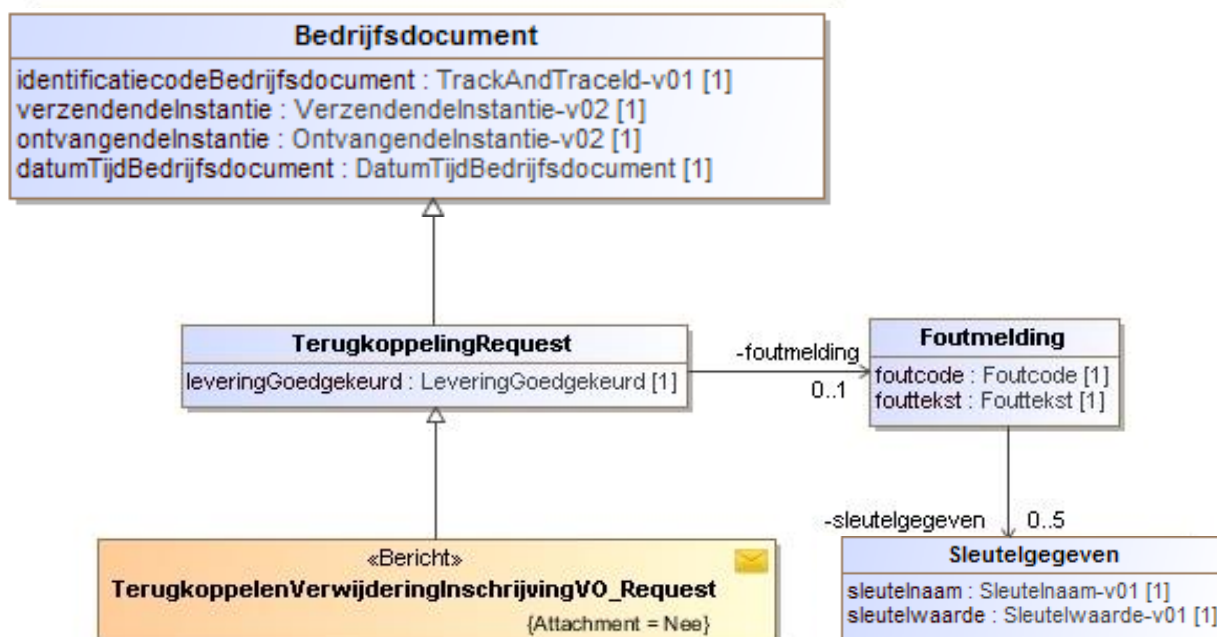 Bedrijfsdocument
identificatiecodeBedrijfsdocument : TrackAndTraceId-v01 [1]
verzendendeInstantie : VerzendendeInstantie-v02 [1]
ontvangendeInstantie : OntvangendeInstantie-v02 [1]
datumTijdBedrijfsdocument : DatumTijdBedrijfsdocument [1]
TerugkoppelingRequest
leveringGoedgekeurd : LeveringGoedgekeurd [1]
-foutmelding
0..1
Foutmelding
foutcode : Foutcode [1]
fouttekst : Fouttekst [1]
-sleutelgegeven 0..5
«Bericht»
TerugkoppelenVerwijderingInschrijvingVO_Request
{Attachment = Nee}
Sleutelgegeven
sleutelnaam : Sleutelnaam-v01 [1]
sleutelwaarde : Sleutelwaarde-v01 [1]